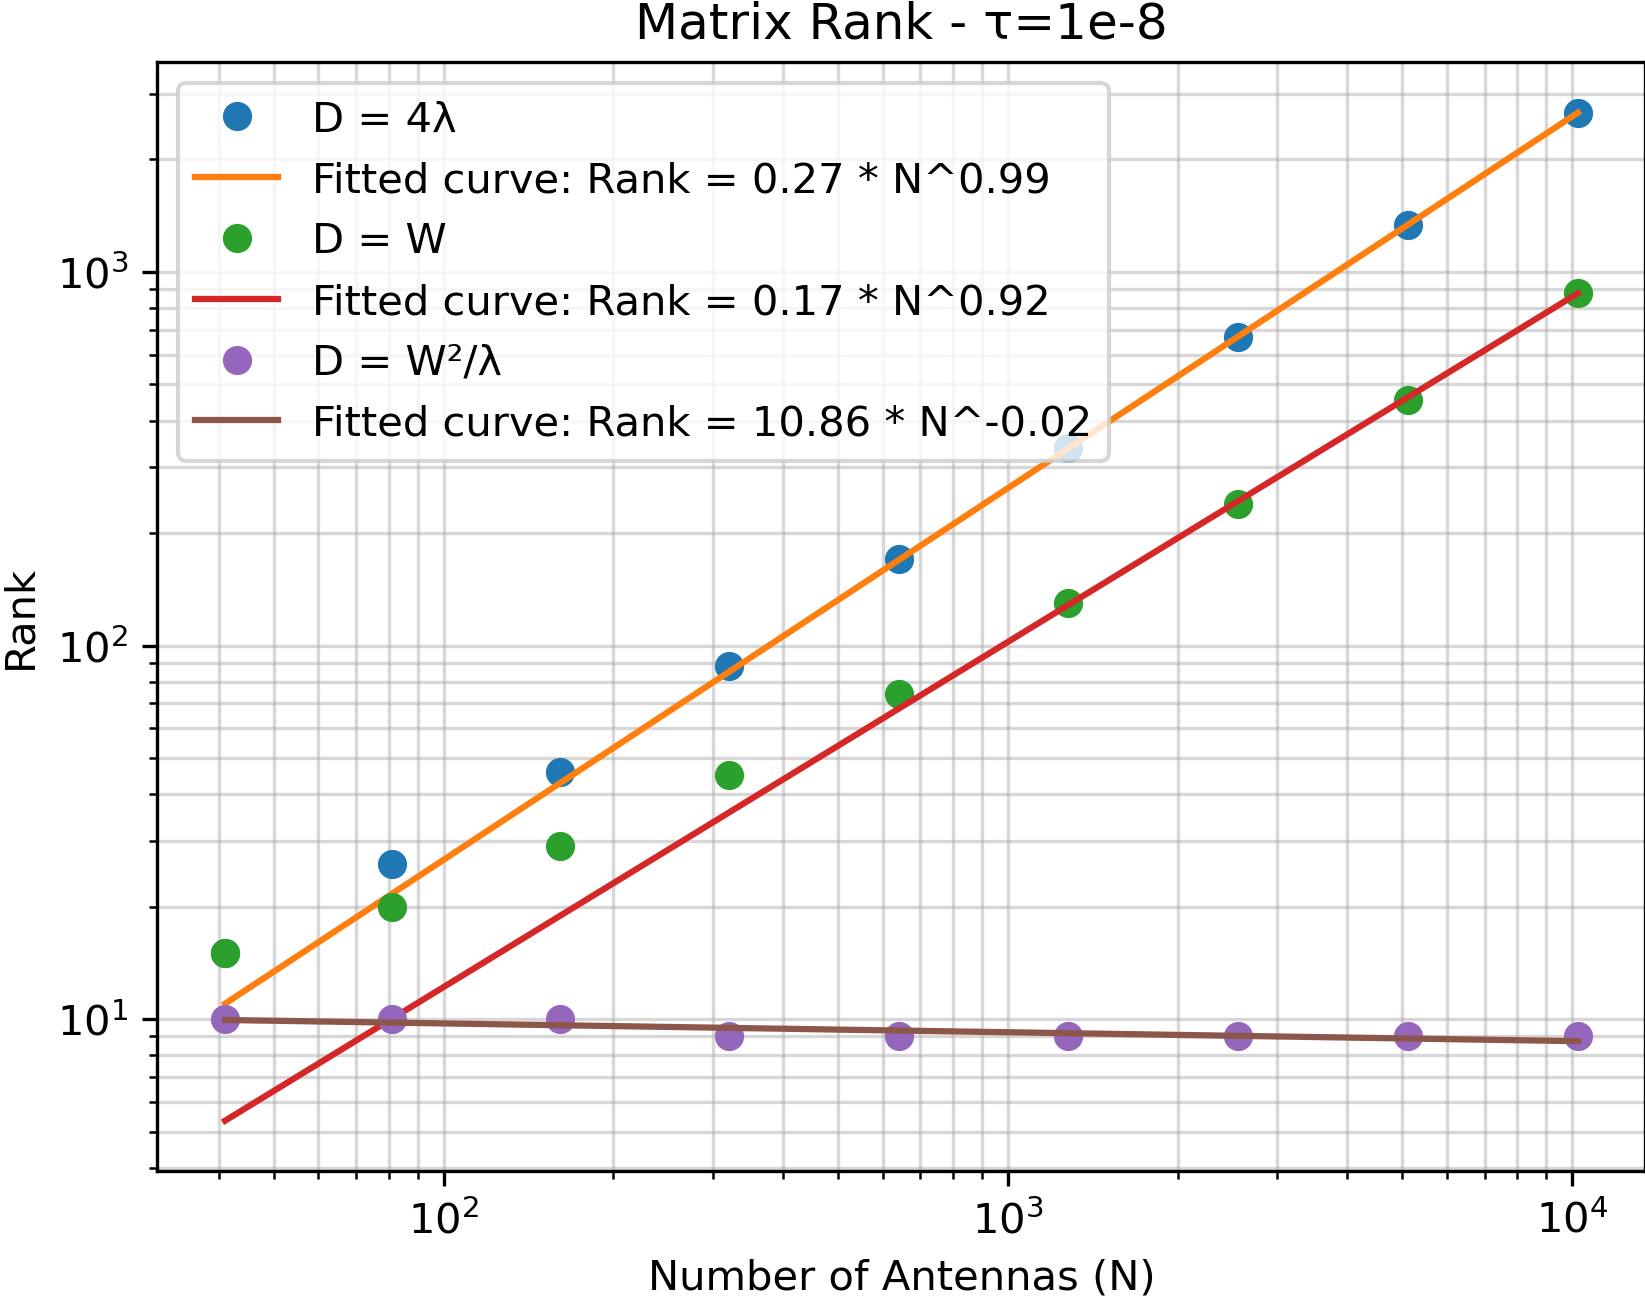 Matrix Rank - τ=1e-8
D = 4λ
Fitted curve: Rank = 0.27 * N^0.99
D = W
Fitted curve: Rank = 0.17 * N^0.92
D = W²/λ
Fitted curve: Rank = 10.86 * N^-0.02
Rank
10³
10²
10¹
10² 10³ 10⁴
Number of Antennas (N)